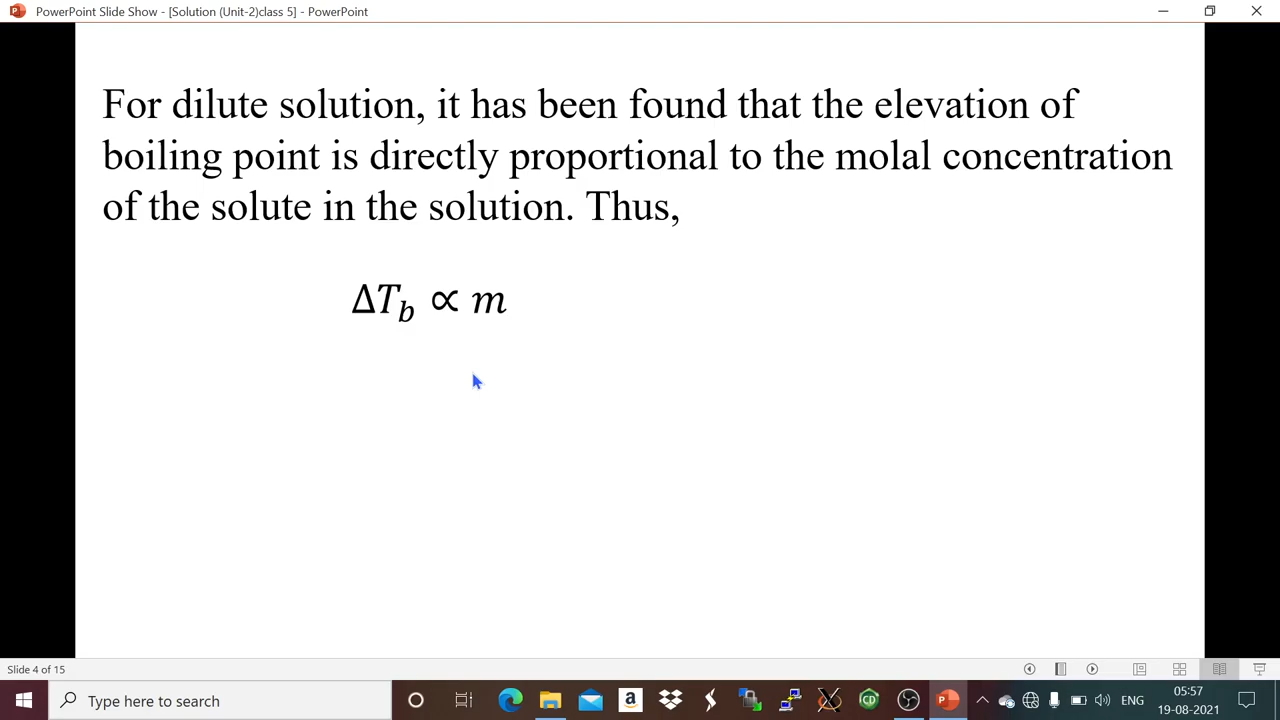 PowerPoint Slide Show - [Solution (Unit-2)class 5] - PowerPoint
For dilute solution, it has been found that the elevation of
boiling point is directly proportional to the molal concentration
of the solute in the solution. Thus,
Δ𝑇𝑏 ∝ 𝑚
Slide 4 of 15
Type here to search
ENG
05:57
19-08-2021